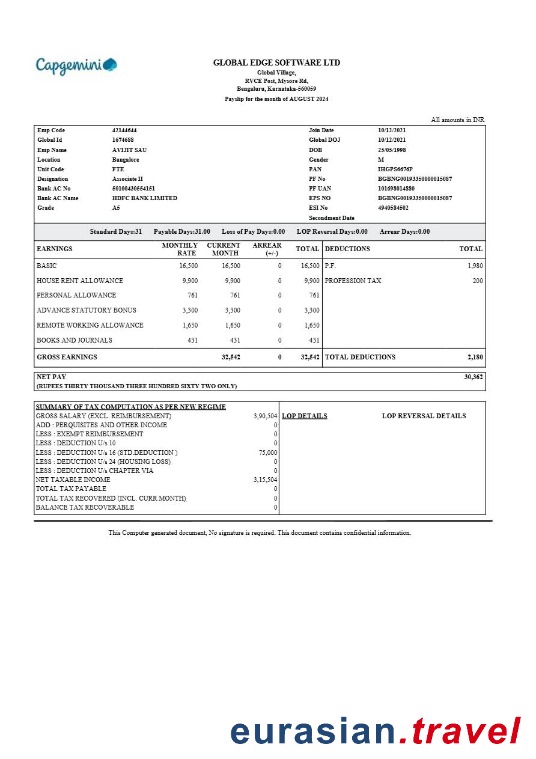 Capgemini
GLOBAL EDGE SOFTWARE LTD
Global Village,
RVCE Post, Mysore Rd,
Bengaluru, Karnataka-560059
Payslip for the month of AUGUST 2024
All amounts in INR
Emp Code 42144644 Join Date 10/12/2021
Global Id 1674688 Global DOJ 10/12/2021
Emp Name AVIJIT SAU DOB 25/05/1998
Location Bangalore Gender M
Unit Code FTE PAN IHGPS6676P
Designation Associate II PF No BGBNG00193350000015087
Bank AC No 50100420554151 PF UAN 101698014880
Bank AC Name HDFC BANK LIMITED EPS NO BGBNG00193350000015087
Grade A5 ESI No 4940584502
Secondment Date
Standard Days:31 Payable Days:31.00 Loss of Pay Days:0.00 LOP Reversal Days:0.00 Arrear Days:0.00
EARNINGS MONTHLY RATE CURRENT MONTH ARREAR (+/-) TOTAL DEDUCTIONS TOTAL
BASIC 16,500 16,500 0 16,500 P.F. 1,980
HOUSE RENT ALLOWANCE 9,900 9,900 0 9,900 PROFESSION TAX 200
PERSONAL ALLOWANCE 761 761 0 761
ADVANCE STATUTORY BONUS 3,300 3,300 0 3,300
REMOTE WORKING ALLOWANCE 1,650 1,650 0 1,650
BOOKS AND JOURNALS 431 431 0 431
GROSS EARNINGS 32,542 0 32,542 TOTAL DEDUCTIONS 2,180
NET PAY 30,362
(RUPEES THIRTY THOUSAND THREE HUNDRED SIXTY TWO ONLY)
SUMMARY OF TAX COMPUTATION AS PER NEW REGIME
GROSS SALARY (EXCL. REIMBURSEMENT) 3,90,504 LOP DETAILS LOP REVERSAL DETAILS
ADD : PERQUISITES AND OTHER INCOME 0
LESS : EXEMPT REIMBURSEMENT 0
LESS : DEDUCTION U/s 10 0
LESS : DEDUCTION U/s 16 (STD.DEDUCTION ) 75,000
LESS : DEDUCTION U/s 24 (HOUSING LOSS) 0
LESS : DEDUCTION U/s CHAPTER VIA 0
NET TAXABLE INCOME 3,15,504
TOTAL TAX PAYABLE 0
TOTAL TAX RECOVERED (INCL. CURR MONTH) 0
BALANCE TAX RECOVERABLE 0
This Computer generated document, No signature is required. This document contains confidential information.
eurasian.travel